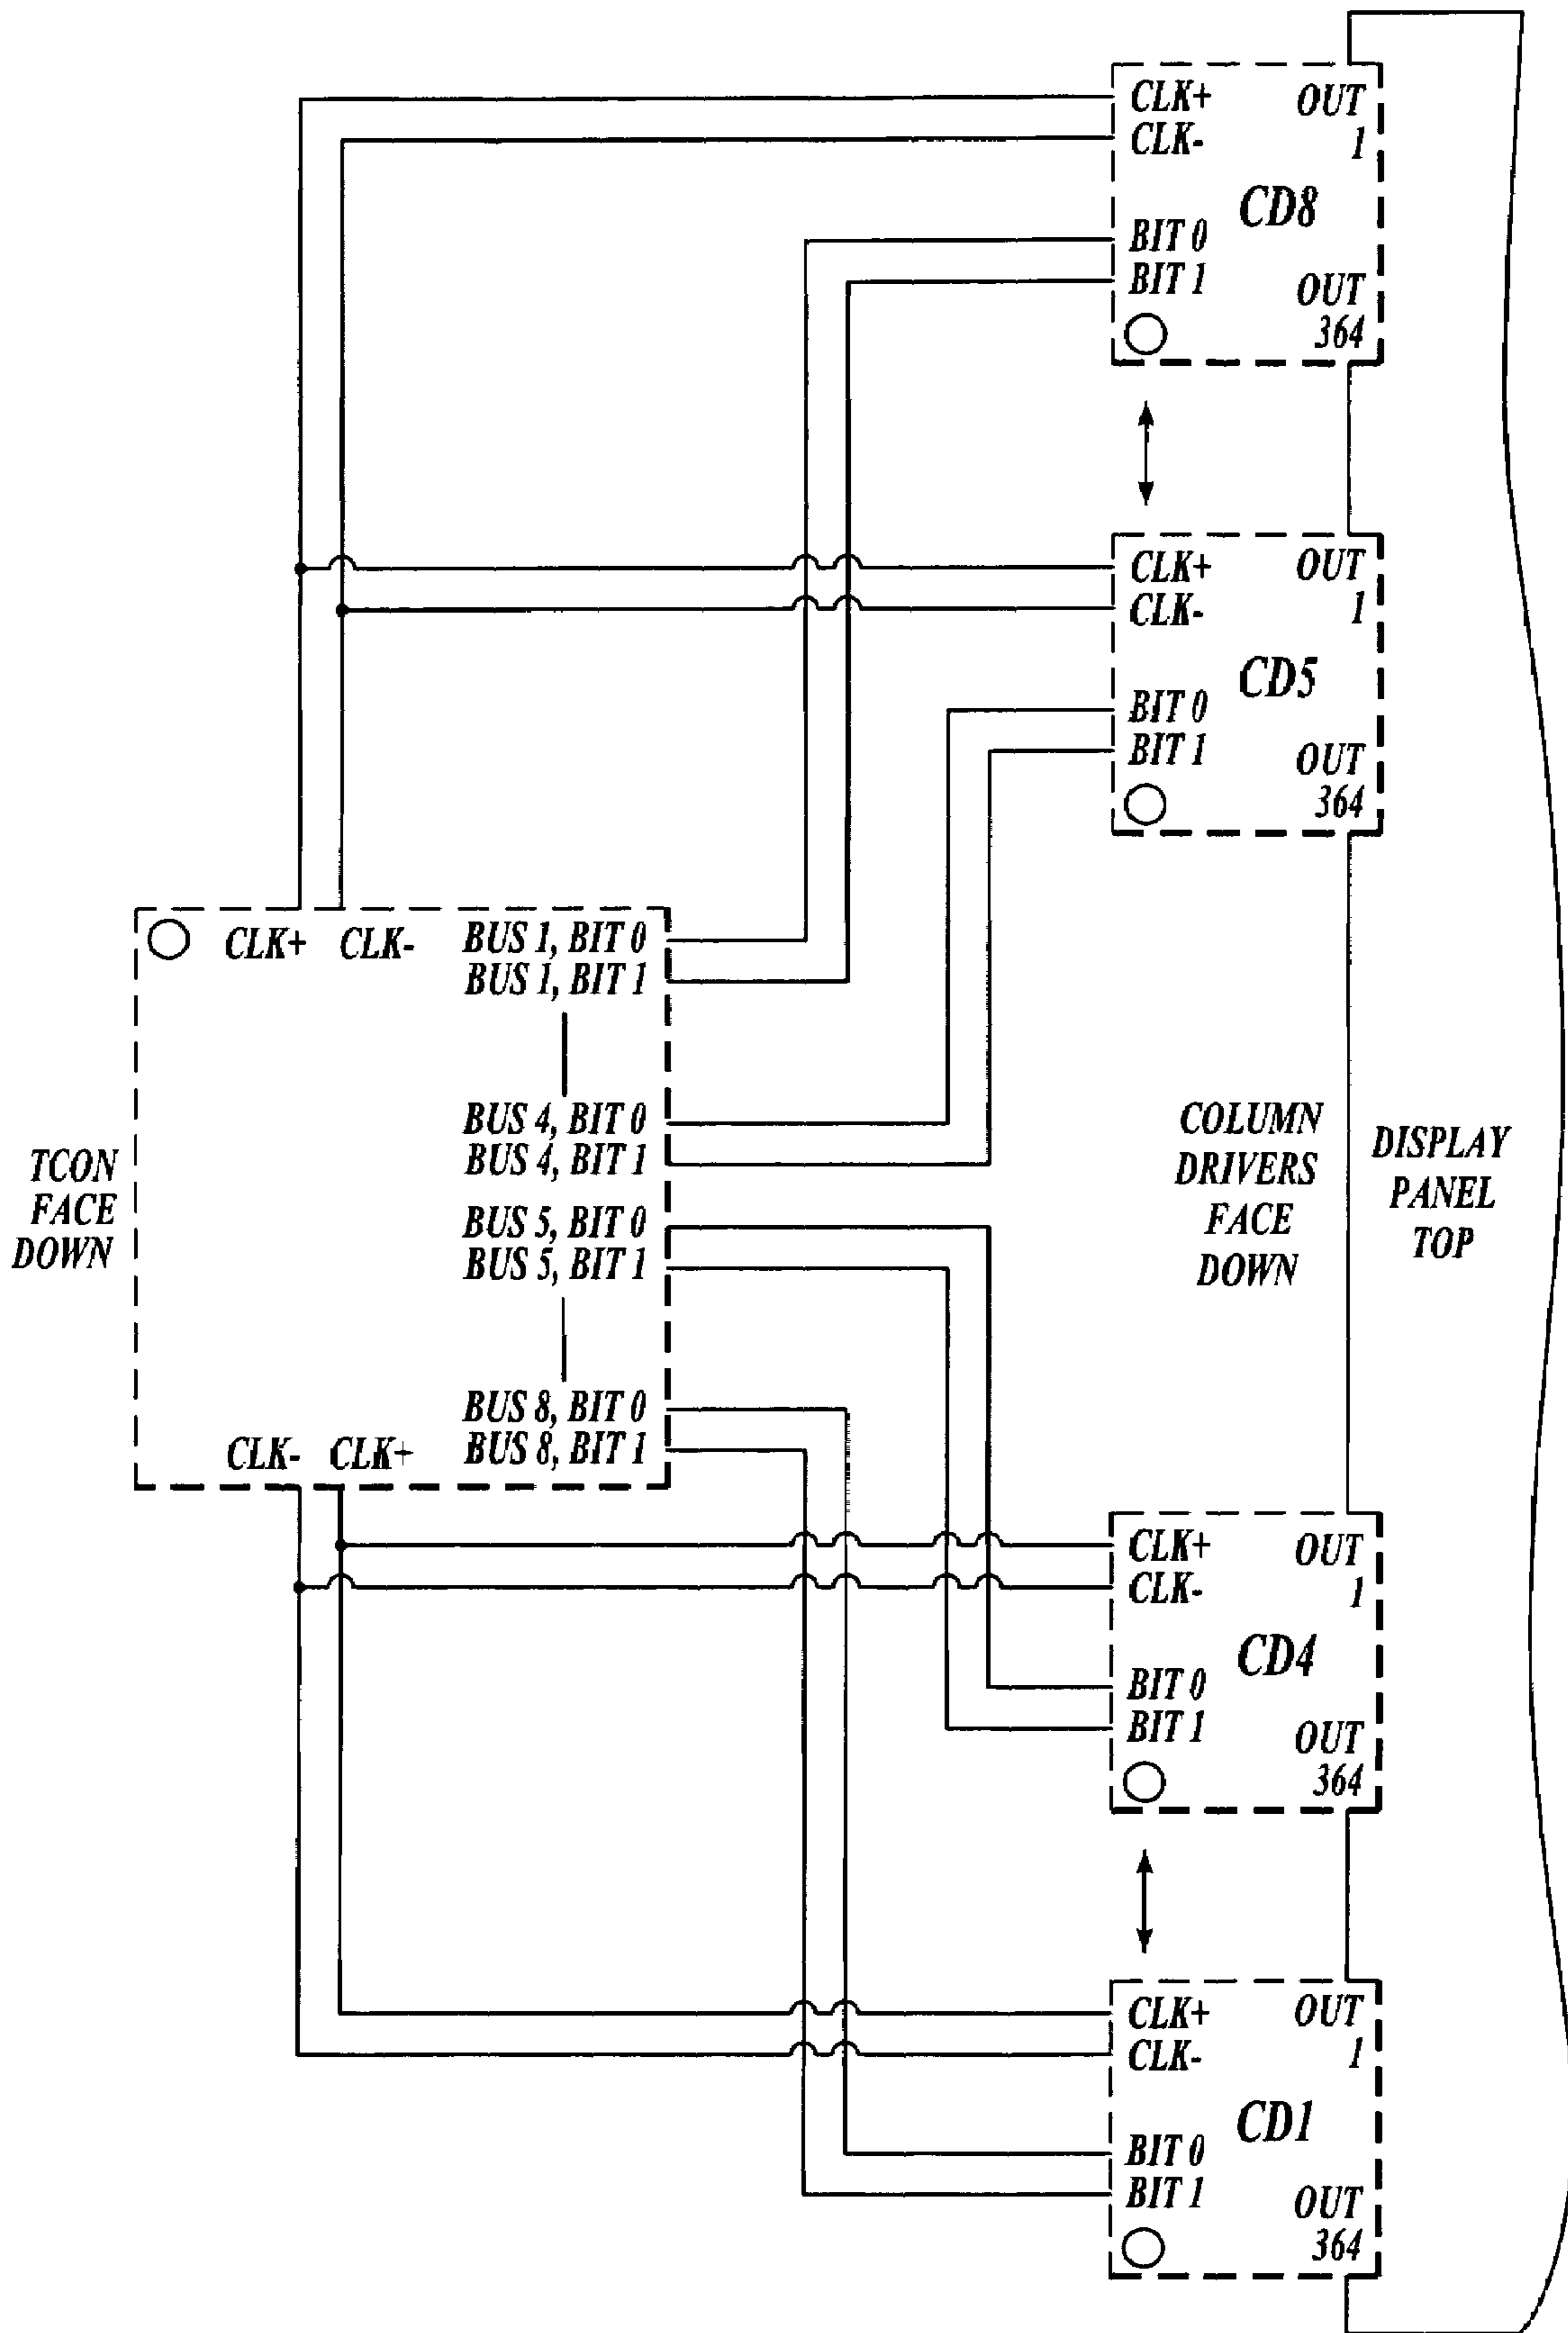 CLK+ OUT
CLK- 1
CD8
BIT 0
BIT 1 OUT
364
CLK+ OUT
CLK- 1
CD5
BIT 0
BIT 1 OUT
364
CLK+ CLK- BUS 1, BIT 0
BUS 1, BIT 1
BUS 4, BIT 0
BUS 4, BIT 1
BUS 5, BIT 0
BUS 5, BIT 1
BUS 8, BIT 0
BUS 8, BIT 1
CLK- CLK+
TCON
FACE
DOWN
COLUMN
DRIVERS
FACE
DOWN
DISPLAY
PANEL
TOP
CLK+ OUT
CLK- 1
CD4
BIT 0
BIT 1 OUT
364
CLK+ OUT
CLK- 1
CD1
BIT 0
BIT 1 OUT
364